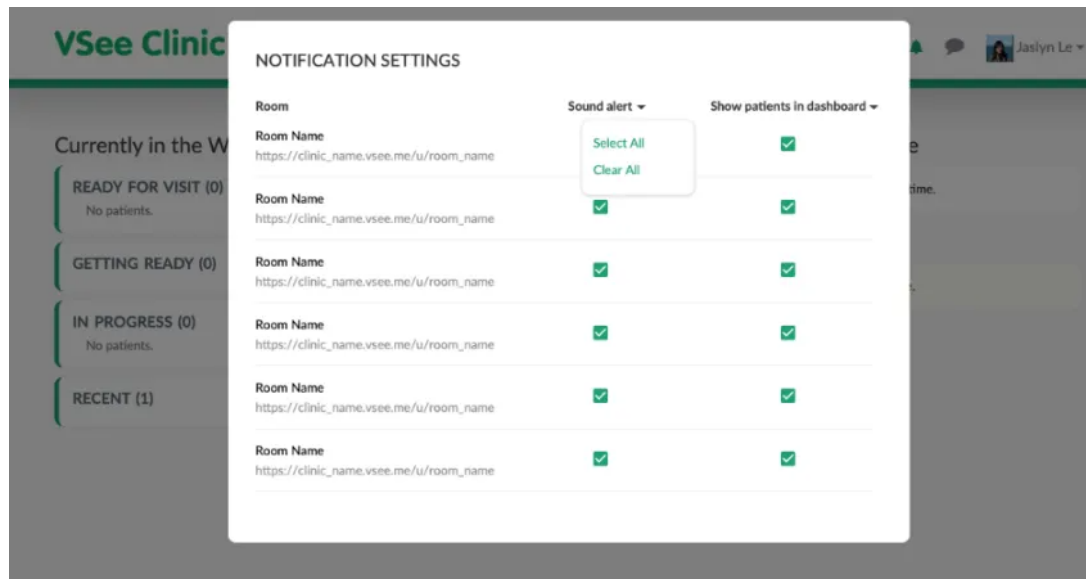 VSee Clinic
Jaslyn Le
NOTIFICATION SETTINGS
Room
Sound alert
Show patients in dashboard
Room Name
https://clinic_name.vsee.me/u/room_name
Select All
Clear All
Room Name
https://clinic_name.vsee.me/u/room_name
Room Name
https://clinic_name.vsee.me/u/room_name
Room Name
https://clinic_name.vsee.me/u/room_name
Room Name
https://clinic_name.vsee.me/u/room_name
Room Name
https://clinic_name.vsee.me/u/room_name
Currently in the W
READY FOR VISIT (0)
No patients.
GETTING READY (0)
IN PROGRESS (0)
No patients.
RECENT (1)
time.